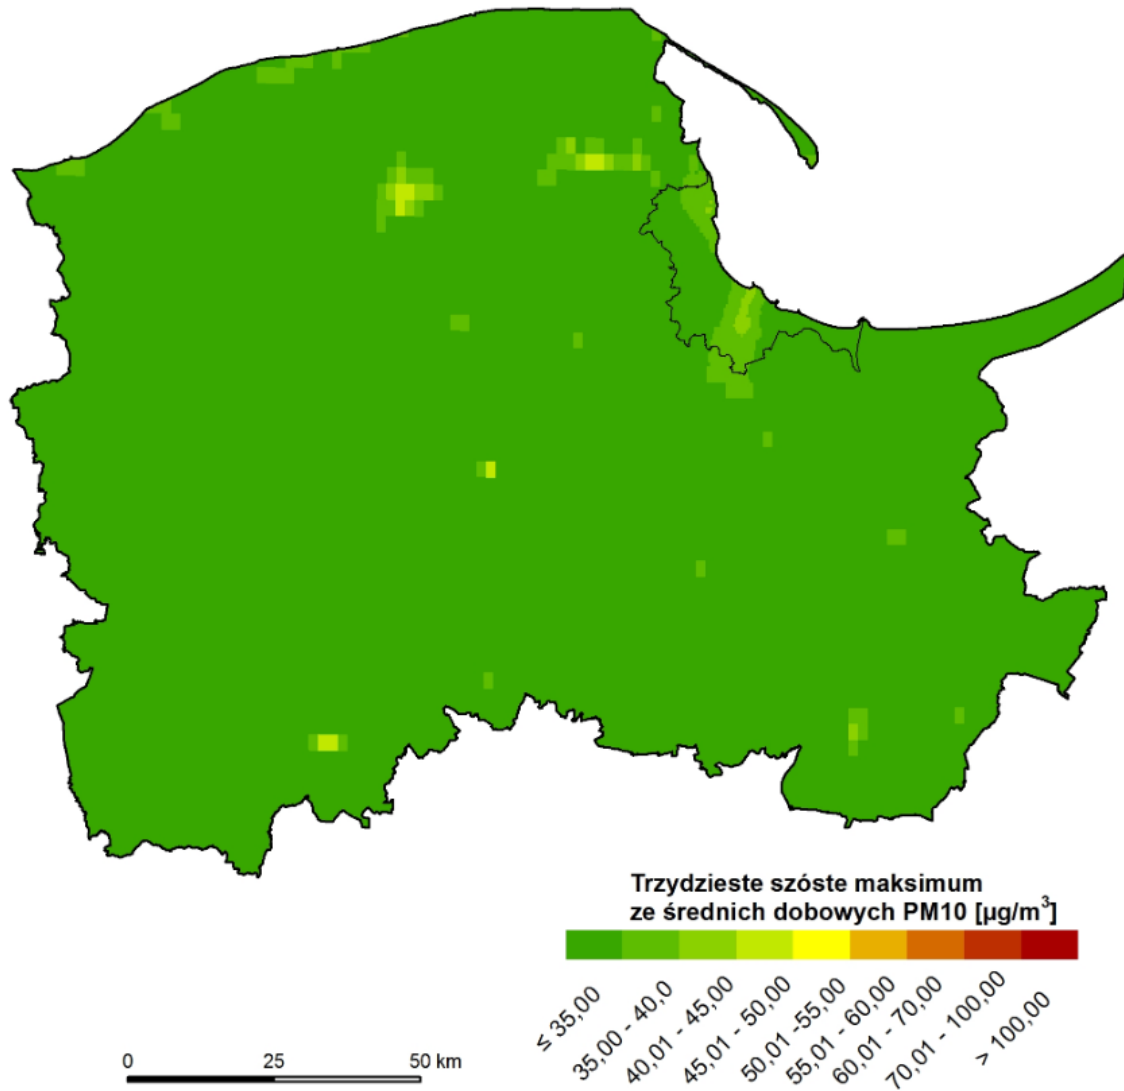 Trzydzieste szóste maksimum
ze średnich dobowych PM10 [µg/m³]
≤ 35,00
35,00 - 40,0
40,01 - 45,00
45,01 - 50,00
50,01 -55,00
55,01 - 60,00
60,01 - 70,00
70,01 - 100,00
> 100,00
0 25 50 km